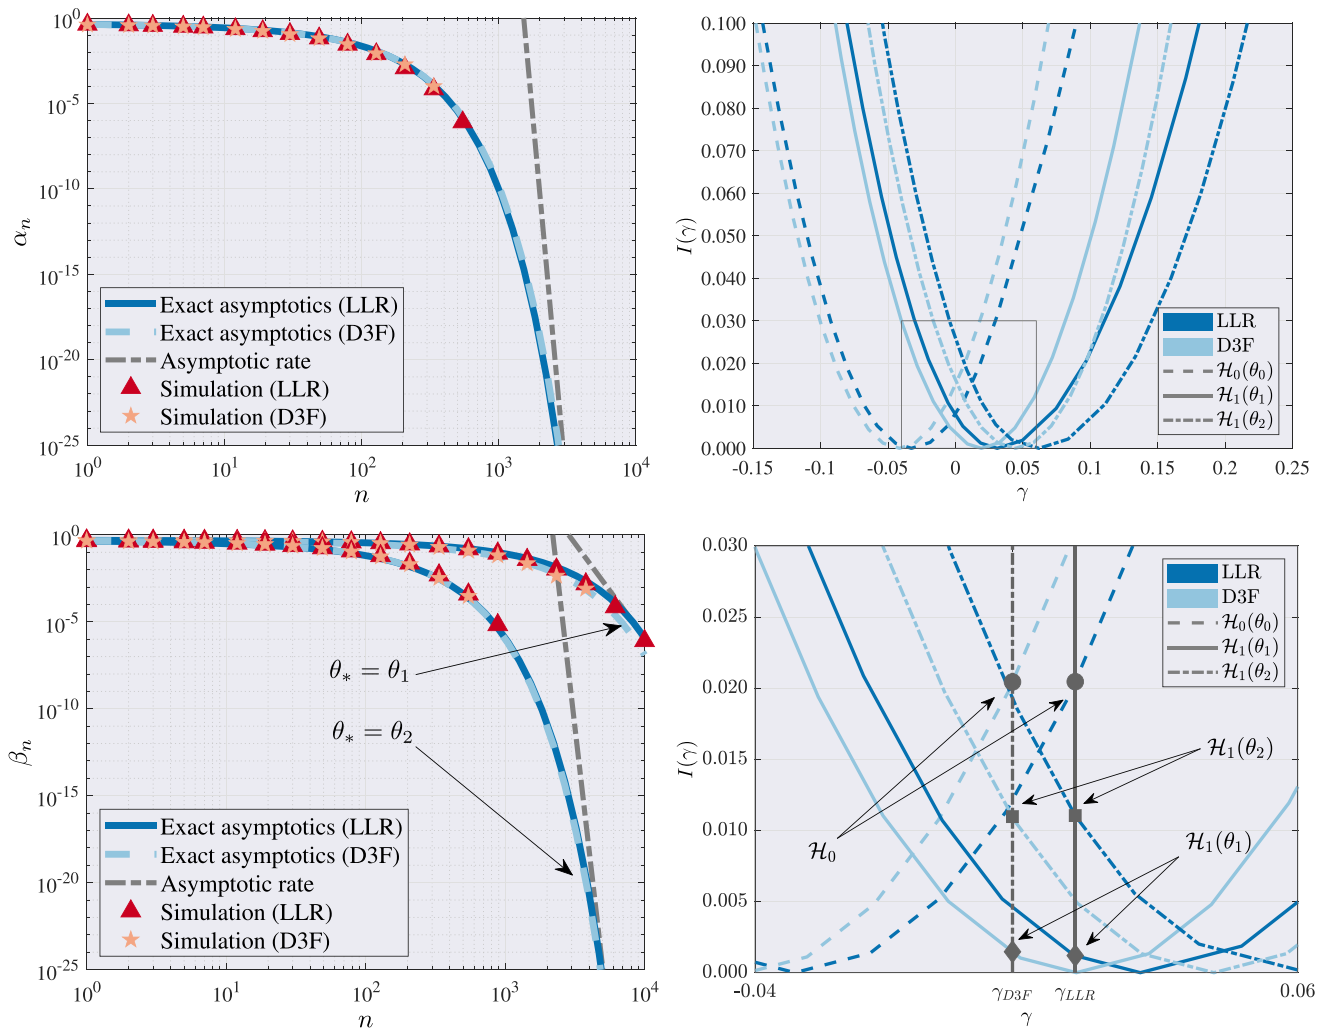 10^0
10^-5
10^-10
10^-15
10^-20
10^-25
α_n
Exact asymptotics (LLR)
Exact asymptotics (D3F)
Asymptotic rate
Simulation (LLR)
Simulation (D3F)
10^0 10^1 10^2 10^3 10^4
n
0.100
0.090
0.080
0.070
0.060
0.050
0.040
0.030
0.020
0.010
0.000
I(γ)
LLR
D3F
ℋ_0(θ_0)
ℋ_1(θ_1)
ℋ_1(θ_2)
-0.15 -0.1 -0.05 0 0.05 0.1 0.15 0.2 0.25
γ
10^0
10^-5
10^-10
10^-15
10^-20
10^-25
β_n
θ_* = θ_1
θ_* = θ_2
Exact asymptotics (LLR)
Exact asymptotics (D3F)
Asymptotic rate
Simulation (LLR)
Simulation (D3F)
10^0 10^1 10^2 10^3 10^4
n
0.030
0.025
0.020
0.015
0.010
0.005
0.000
I(γ)
LLR
D3F
ℋ_0(θ_0)
ℋ_1(θ_1)
ℋ_1(θ_2)
ℋ_1(θ_2)
ℋ_0
ℋ_1(θ_1)
-0.04 γ_D3F γ_LLR 0.06
γ